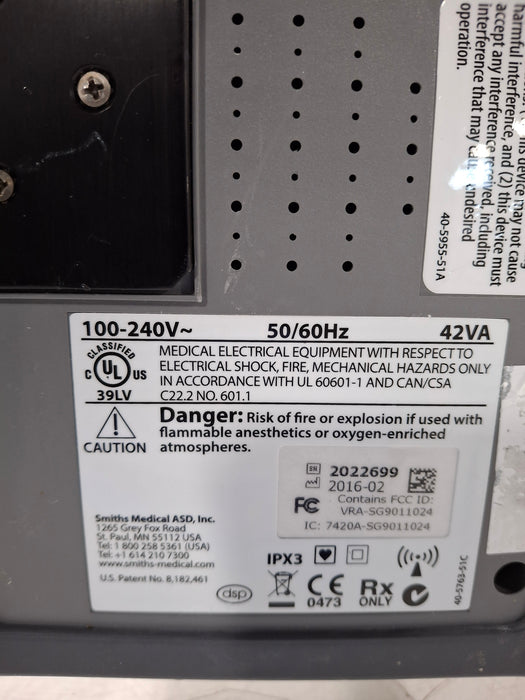 harmful interference, and (2) this device must
accept any interference received, including
interference that may cause undesired
operation.
40-5955-51A
100-240V~ 50/60Hz 42VA
CLASSIFIED
C UL US
39LV
MEDICAL ELECTRICAL EQUIPMENT WITH RESPECT TO
ELECTRICAL SHOCK, FIRE, MECHANICAL HAZARDS ONLY
IN ACCORDANCE WITH UL 60601-1 AND CAN/CSA
C22.2 NO. 601.1
CAUTION
Danger: Risk of fire or explosion if used with
flammable anesthetics or oxygen-enriched
atmospheres.
SN 2022699
2016-02
FC Contains FCC ID:
VRA-SG9011024
IC: 7420A-SG9011024
Smiths Medical ASD, Inc.
1265 Grey Fox Road
St. Paul, MN 55112 USA
Tel: 1 800 258 5361 (USA)
Tel: +1 614 210 7300
www.smiths-medical.com
U.S. Patent No. 8,182,461
dsp
IPX3
CE
0473
Rx
ONLY